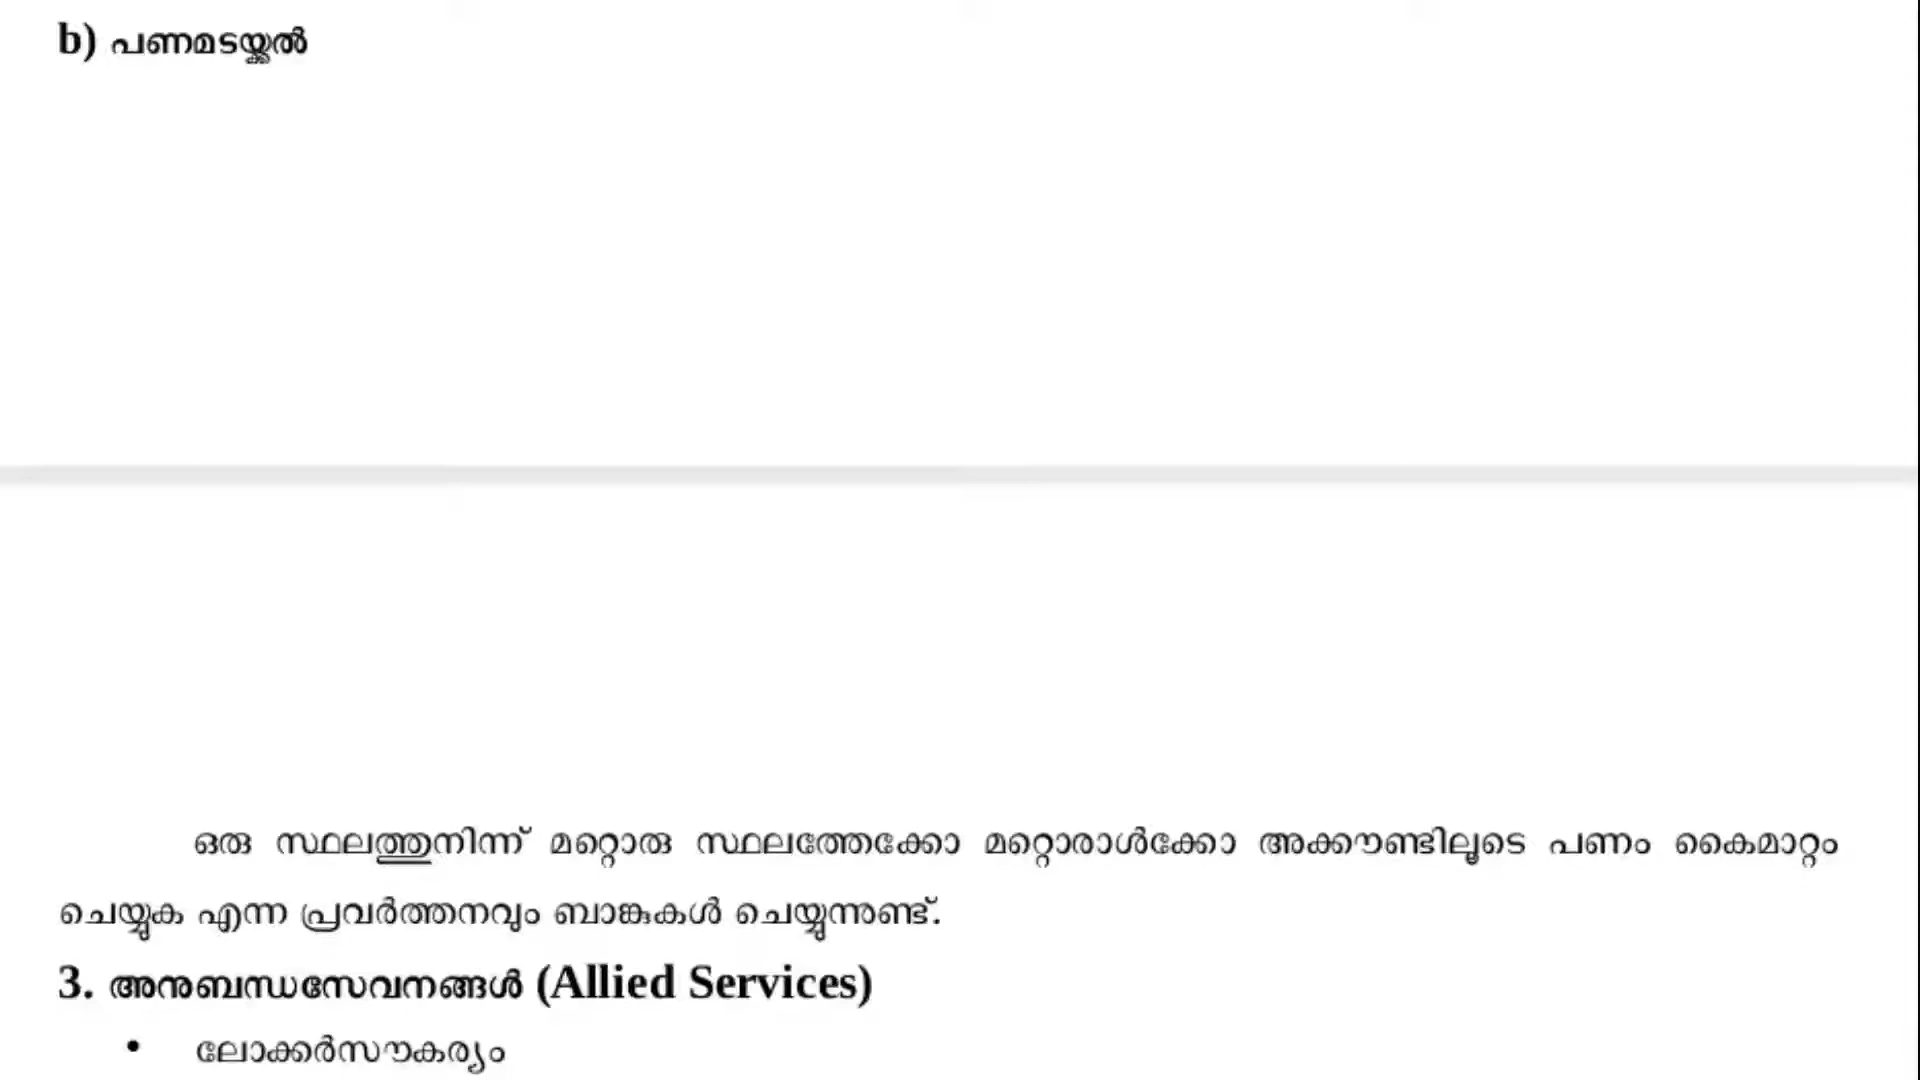 b) പണമടയ്ക്കൽ
ഒരു സ്ഥലത്തുനിന്ന് മറ്റൊരു സ്ഥലത്തേക്കോ മറ്റൊരാൾക്കോ അക്കൗണ്ടിലൂടെ പണം കൈമാറ്റം
ചെയ്യുക എന്ന പ്രവർത്തനവും ബാങ്കുകൾ ചെയ്യുന്നുണ്ട്.
3. അനുബന്ധസേവനങ്ങൾ (Allied Services)
• ലോക്കർസൗകര്യം